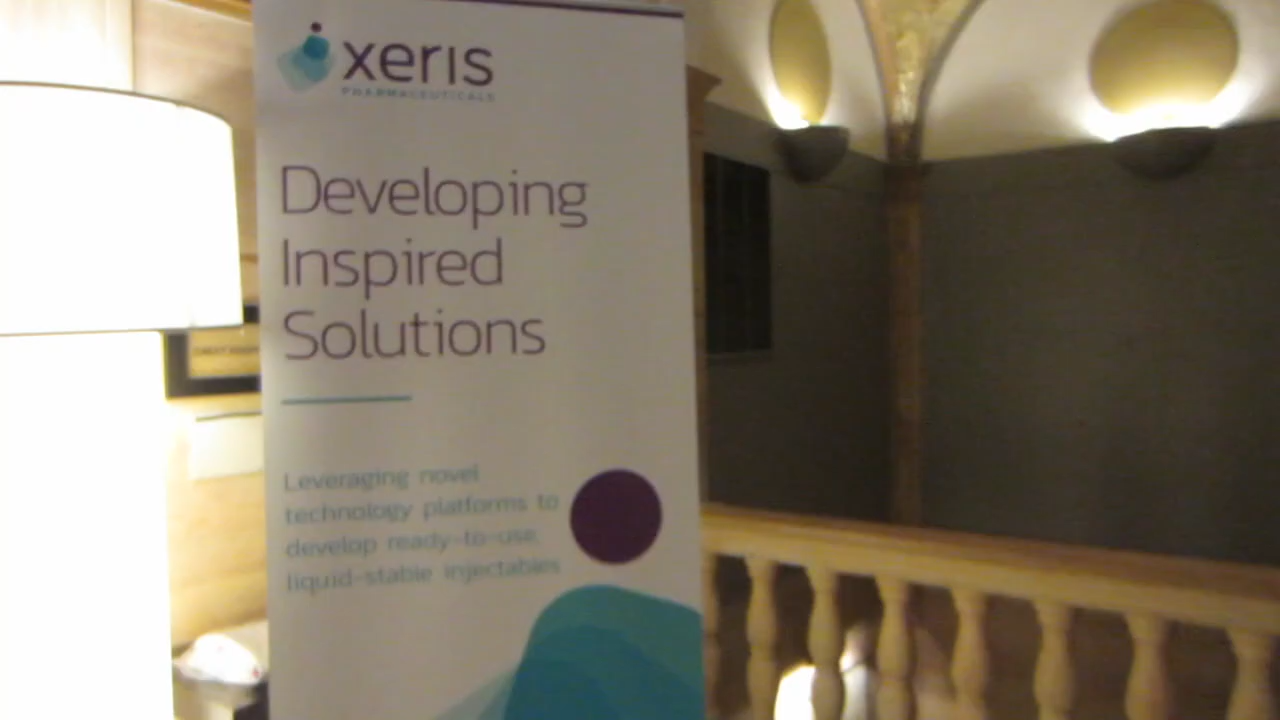 xeris
PHARMACEUTICALS
Developing
Inspired
Solutions
Leveraging novel
technology platforms to
develop ready-to-use,
liquid-stable injectables